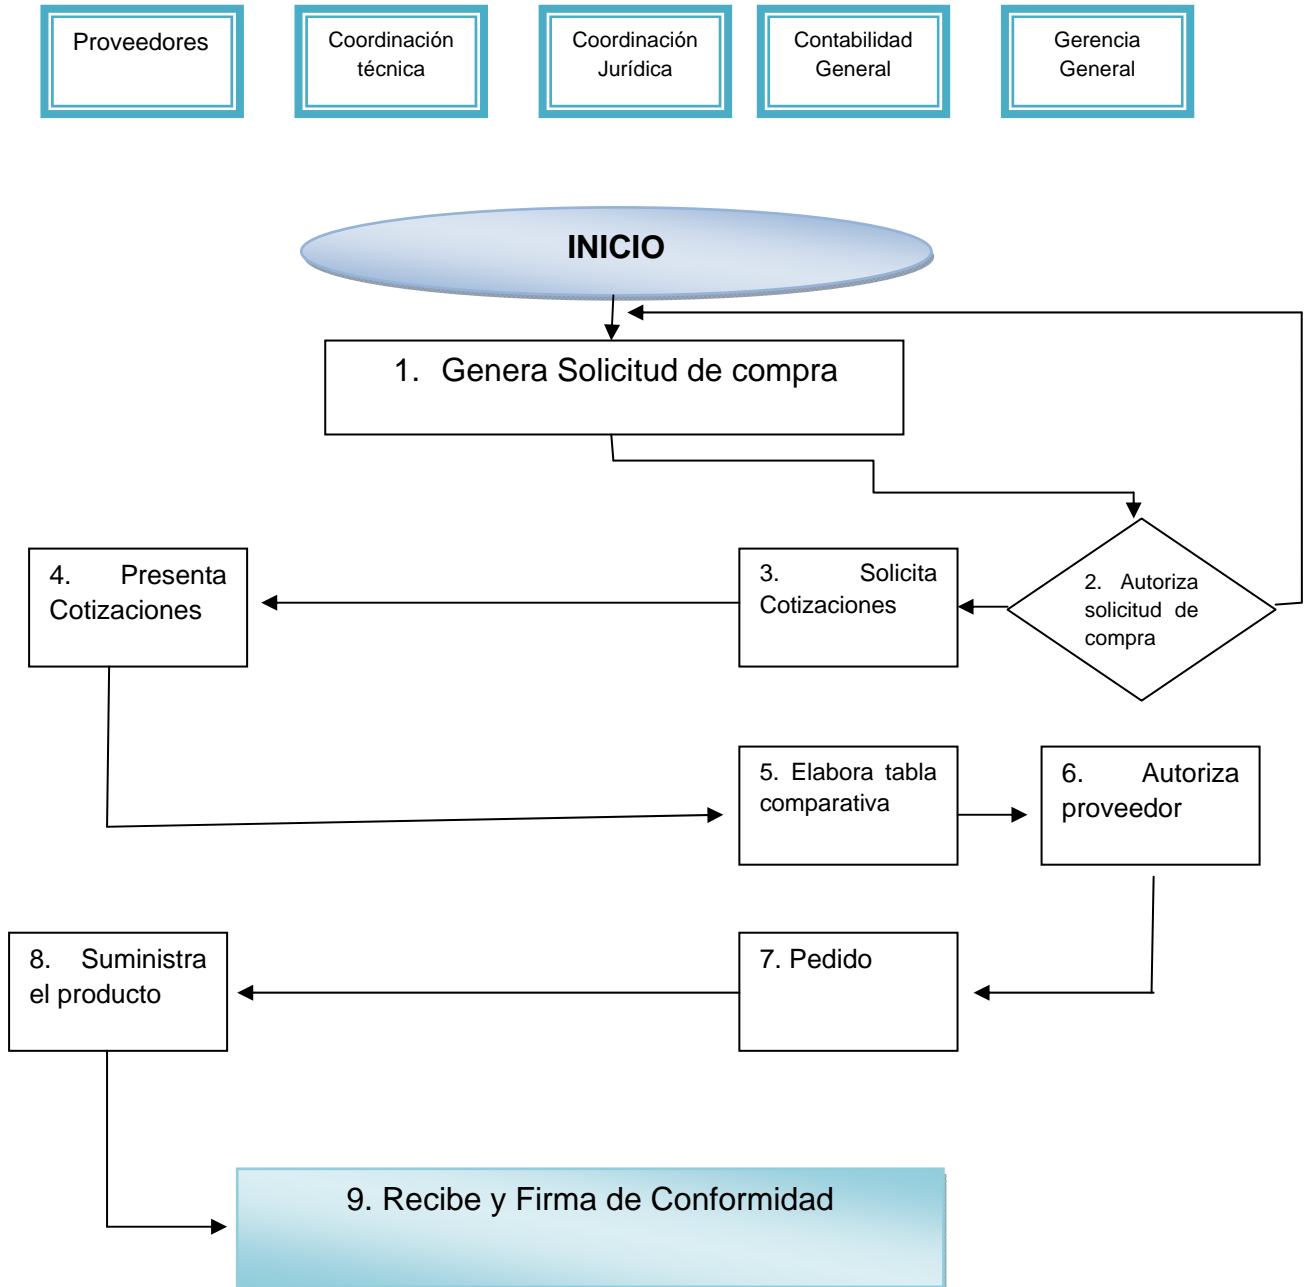 Proveedores
Coordinación
técnica
Coordinación
Jurídica
Contabilidad
General
Gerencia
General
INICIO
1. Genera Solicitud de compra
2. Autoriza
solicitud de
compra
3. Solicita
Cotizaciones
4. Presenta
Cotizaciones
5. Elabora tabla
comparativa
6. Autoriza
proveedor
7. Pedido
8. Suministra
el producto
9. Recibe y Firma de Conformidad